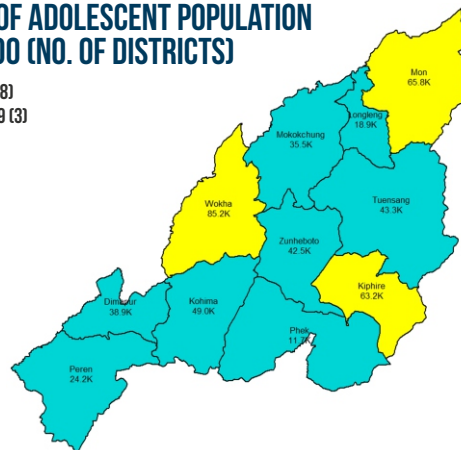 OF ADOLESCENT POPULATION
00 (NO. OF DISTRICTS)
8)
9 (3)
Mon
65.8K
Longleng
18.9K
Mokokchung
35.5K
Wokha
85.2K
Tuensang
43.3K
Zunheboto
42.5K
Kiphire
63.2K
Dimapur
38.9K
Kohima
49.0K
Phek
11.7K
Peren
24.2K